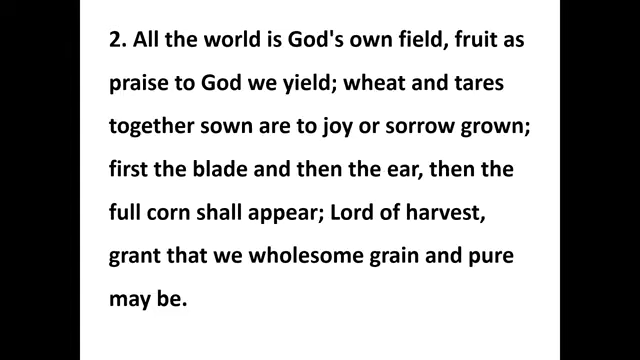 2. All the world is God's own field, fruit as
praise to God we yield; wheat and tares
together sown are to joy or sorrow grown;
first the blade and then the ear, then the
full corn shall appear; Lord of harvest,
grant that we wholesome grain and pure
may be.